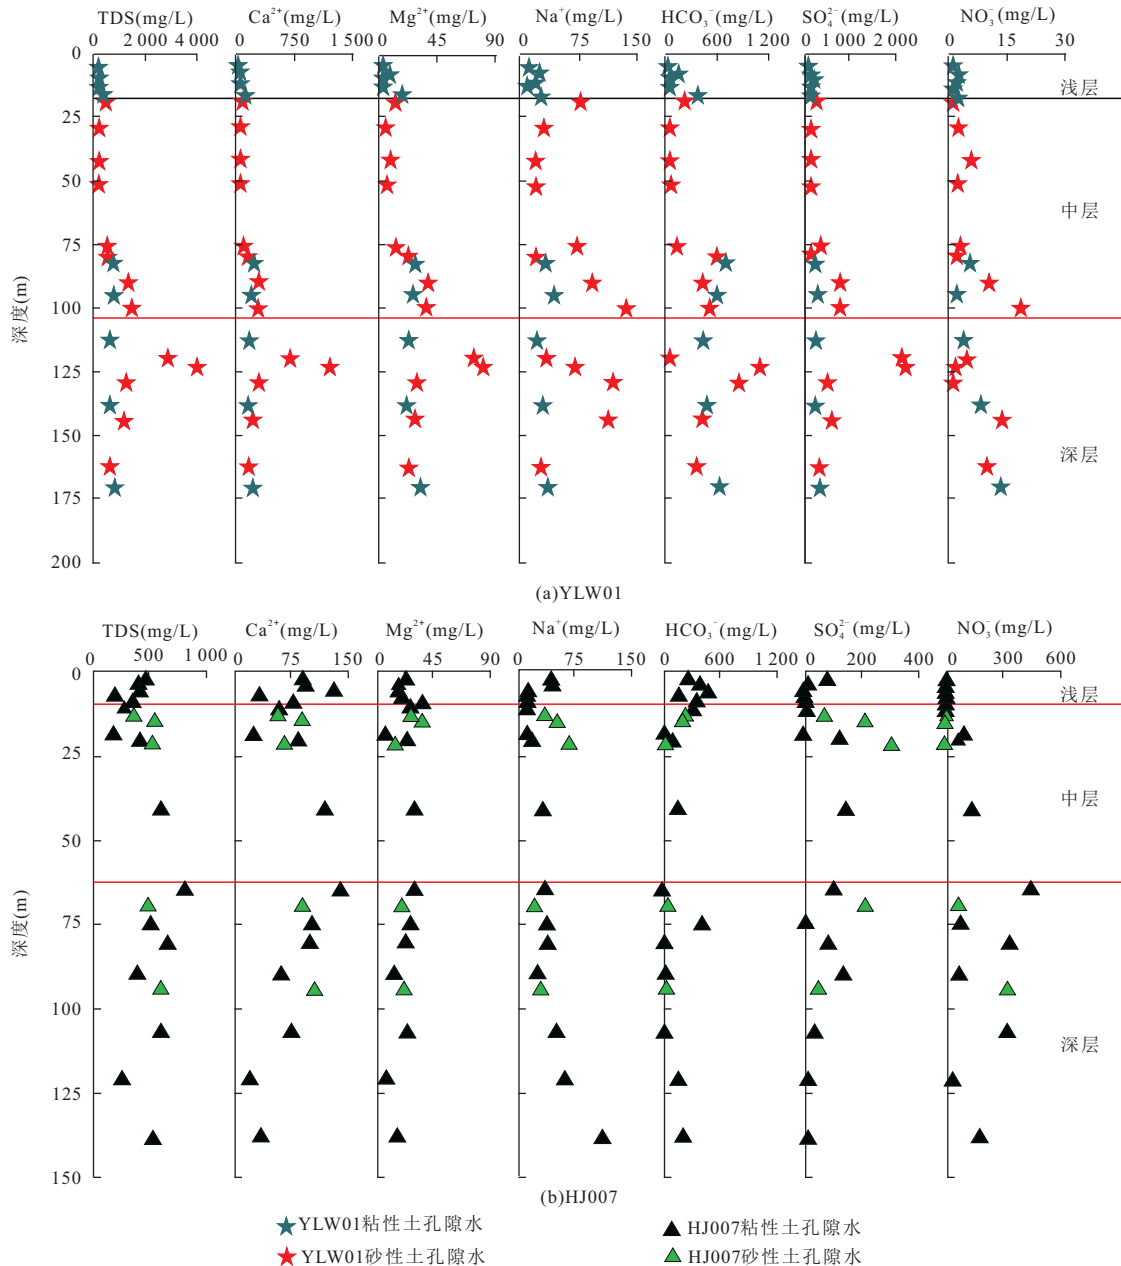 TDS(mg/L) Ca²⁺(mg/L) Mg²⁺(mg/L) Na⁺(mg/L) HCO₃⁻(mg/L) SO₄²⁻(mg/L) NO₃⁻(mg/L)
0 2 000 4 000 0 750 1 500 0 45 90 0 75 150 0 600 1 200 0 1 000 2 000 0 15 30
0
浅层
25
50
中层
75
100
125
深层
150
175
200
深度(m)
(a)YLW01
TDS(mg/L) Ca²⁺(mg/L) Mg²⁺(mg/L) Na⁺(mg/L) HCO₃⁻(mg/L) SO₄²⁻(mg/L) NO₃⁻(mg/L)
0 500 1 000 0 75 150 0 45 90 0 75 150 0 600 1 200 0 200 400 0 300 600
0
浅层
25
中层
50
75
100
深层
125
150
深度(m)
(b)HJ007
YLW01粘性土孔隙水 HJ007粘性土孔隙水
YLW01砂性土孔隙水 HJ007砂性土孔隙水